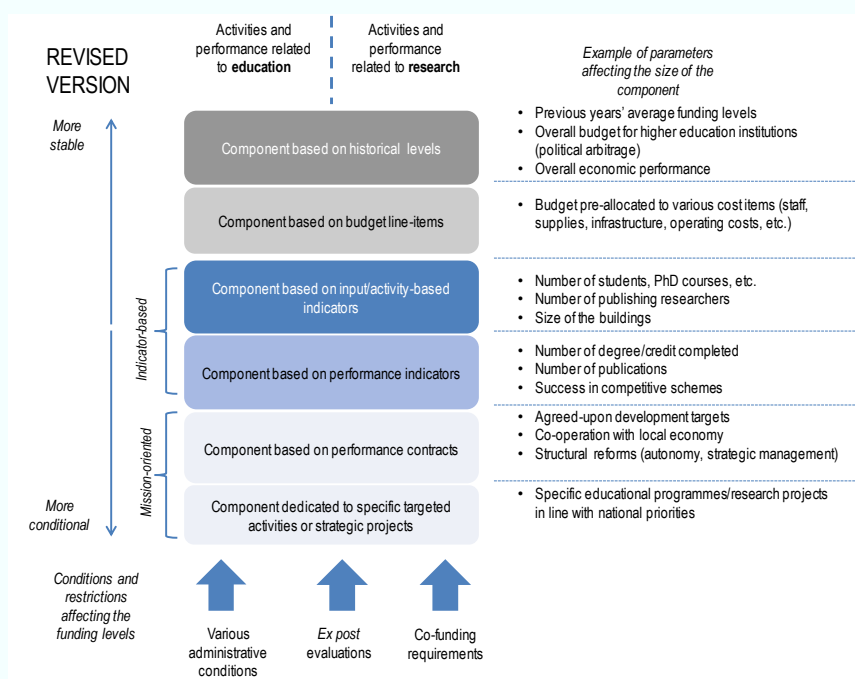 REVISED
VERSION
Activities and
performance related
to education
Activities and
performance
related to research
Example of parameters
affecting the size of the
component
More
stable
Component based on historical levels
• Previous years' average funding levels
• Overall budget for higher education institutions
(political arbitrage)
• Overall economic performance
Component based on budget line-items
• Budget pre-allocated to various cost items (staff,
supplies, infrastructure, operating costs, etc.)
Indicator-based
Component based on input/activity-based
indicators
• Number of students, PhD courses, etc.
• Number of publishing researchers
• Size of the buildings
Component based on performance indicators
• Number of degree/credit completed
• Number of publications
• Success in competitive schemes
Mission-oriented
Component based on performance contracts
• Agreed-upon development targets
• Co-operation with local economy
• Structural reforms (autonomy, strategic management)
More
conditional
Component dedicated to specific targeted
activities or strategic projects
• Specific educational programmes/research projects
in line with national priorities
Conditions and
restrictions
affecting the
funding levels
Various
administrative
conditions
Ex post
evaluations
Co-funding
requirements